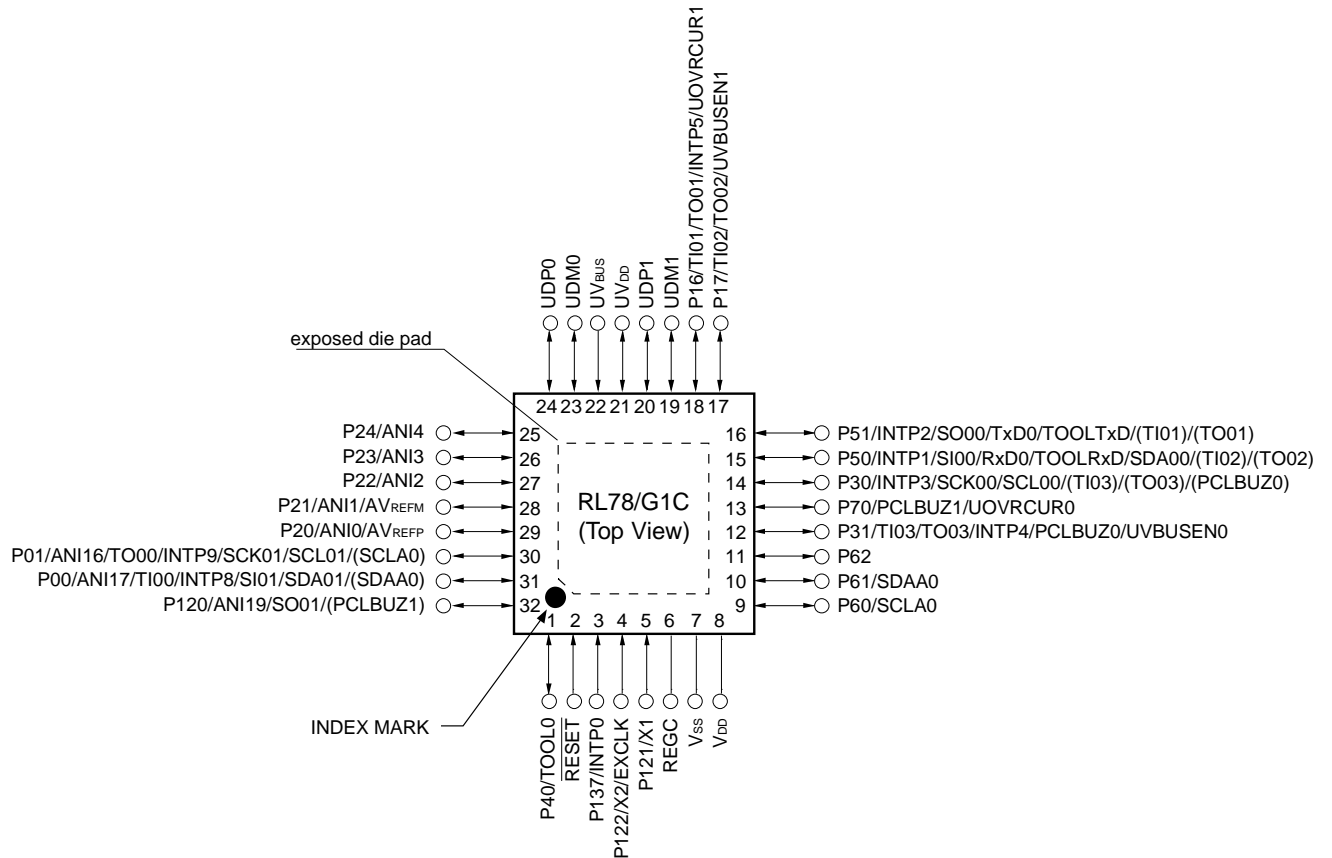 UDP0
UDM0
UVBUS
UVDD
UDP1
UDM1
P16/TI01/TO01/INTP5/UOVRCUR1
P17/TI02/TO02/UVBUSEN1
exposed die pad
24 23 22 21 20 19 18 17
P24/ANI4 25
P23/ANI3 26
P22/ANI2 27
P21/ANI1/AVREFM 28
P20/ANI0/AVREFP 29
P01/ANI16/TO00/INTP9/SCK01/SCL01/(SCLA0) 30
P00/ANI17/TI00/INTP8/SI01/SDA01/(SDAA0) 31
P120/ANI19/SO01/(PCLBUZ1) 32
RL78/G1C
(Top View)
16 P51/INTP2/SO00/TxD0/TOOLTxD/(TI01)/(TO01)
15 P50/INTP1/SI00/RxD0/TOOLRxD/SDA00/(TI02)/(TO02)
14 P30/INTP3/SCK00/SCL00/(TI03)/(TO03)/(PCLBUZ0)
13 P70/PCLBUZ1/UOVRCUR0
12 P31/TI03/TO03/INTP4/PCLBUZ0/UVBUSEN0
11 P62
10 P61/SDAA0
9 P60/SCLA0
1 2 3 4 5 6 7 8
INDEX MARK
P40/TOOL0
RESET
P137/INTP0
P122/X2/EXCLK
P121/X1
REGC
VSS
VDD